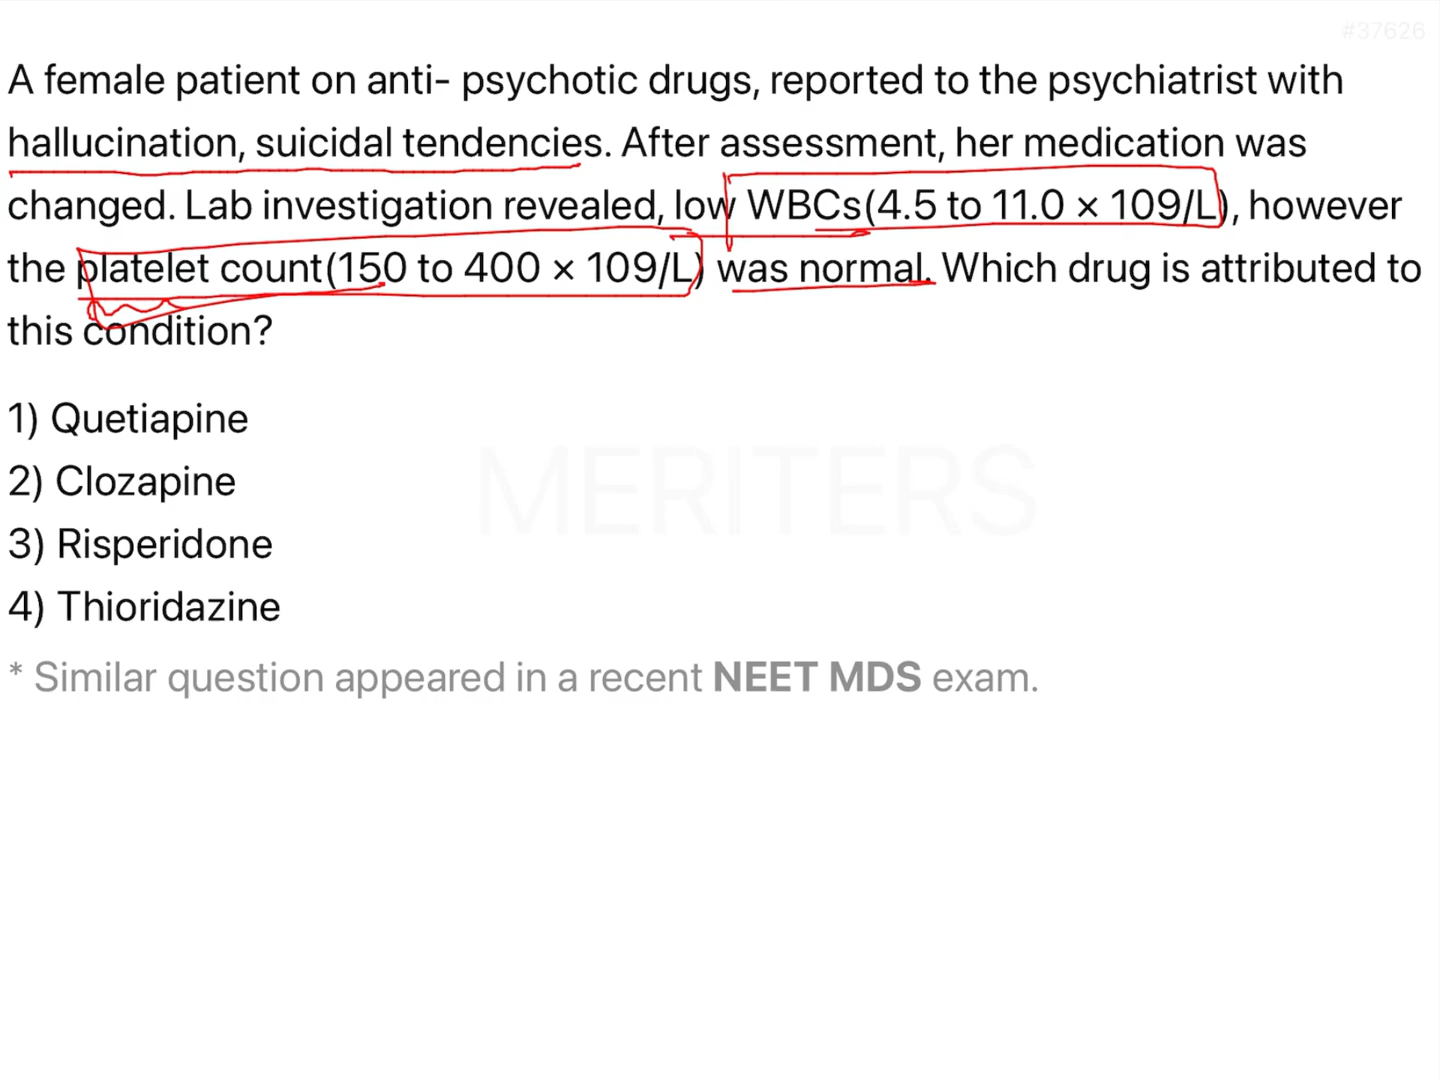 #37626
A female patient on anti- psychotic drugs, reported to the psychiatrist with
hallucination, suicidal tendencies. After assessment, her medication was
changed. Lab investigation revealed, low WBCs(4.5 to 11.0 × 109/L), however
the platelet count(150 to 400 × 109/L) was normal. Which drug is attributed to
this condition?
1) Quetiapine
2) Clozapine
MERITERS
3) Risperidone
4) Thioridazine
* Similar question appeared in a recent NEET MDS exam.